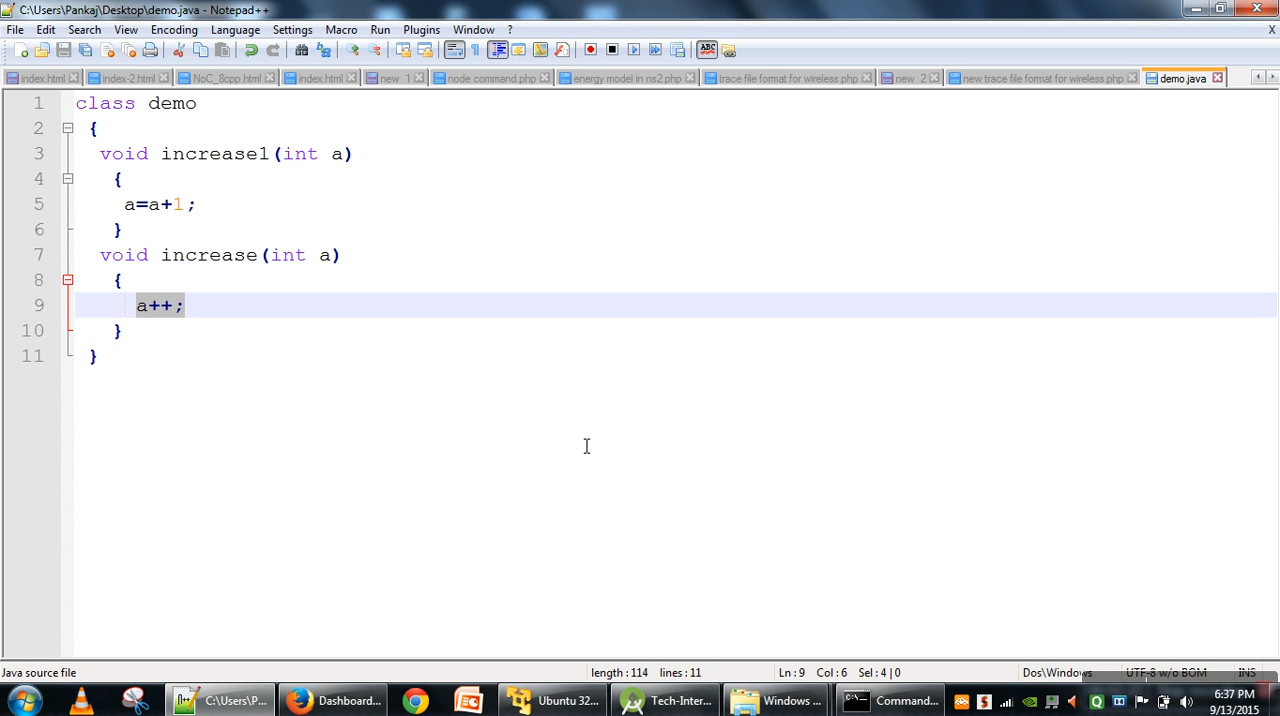 C:\Users\Pankaj\Desktop\demo.java - Notepad++
File Edit Search View Encoding Language Settings Macro Run Plugins Window ? X
index.html index-2.html NoC_8cpp.html index.html new 1 node command.php energy model in ns2.php trace file format for wireless.php new 2 new trace file format for wireless.php demo.java
1 class demo
2 {
3 void increase1(int a)
4 {
5 a=a+1;
6 }
7 void increase(int a)
8 {
9 a++;
10 }
11 }
Java source file length : 114 lines : 11 Ln : 9 Col : 6 Sel : 4 | 0 Dos\Windows UTF-8 w/o BOM INS
C:\Users\P... Dashboard... Ubuntu 32... Tech-Inter... Windows ... Command... 6:37 PM
9/13/2015